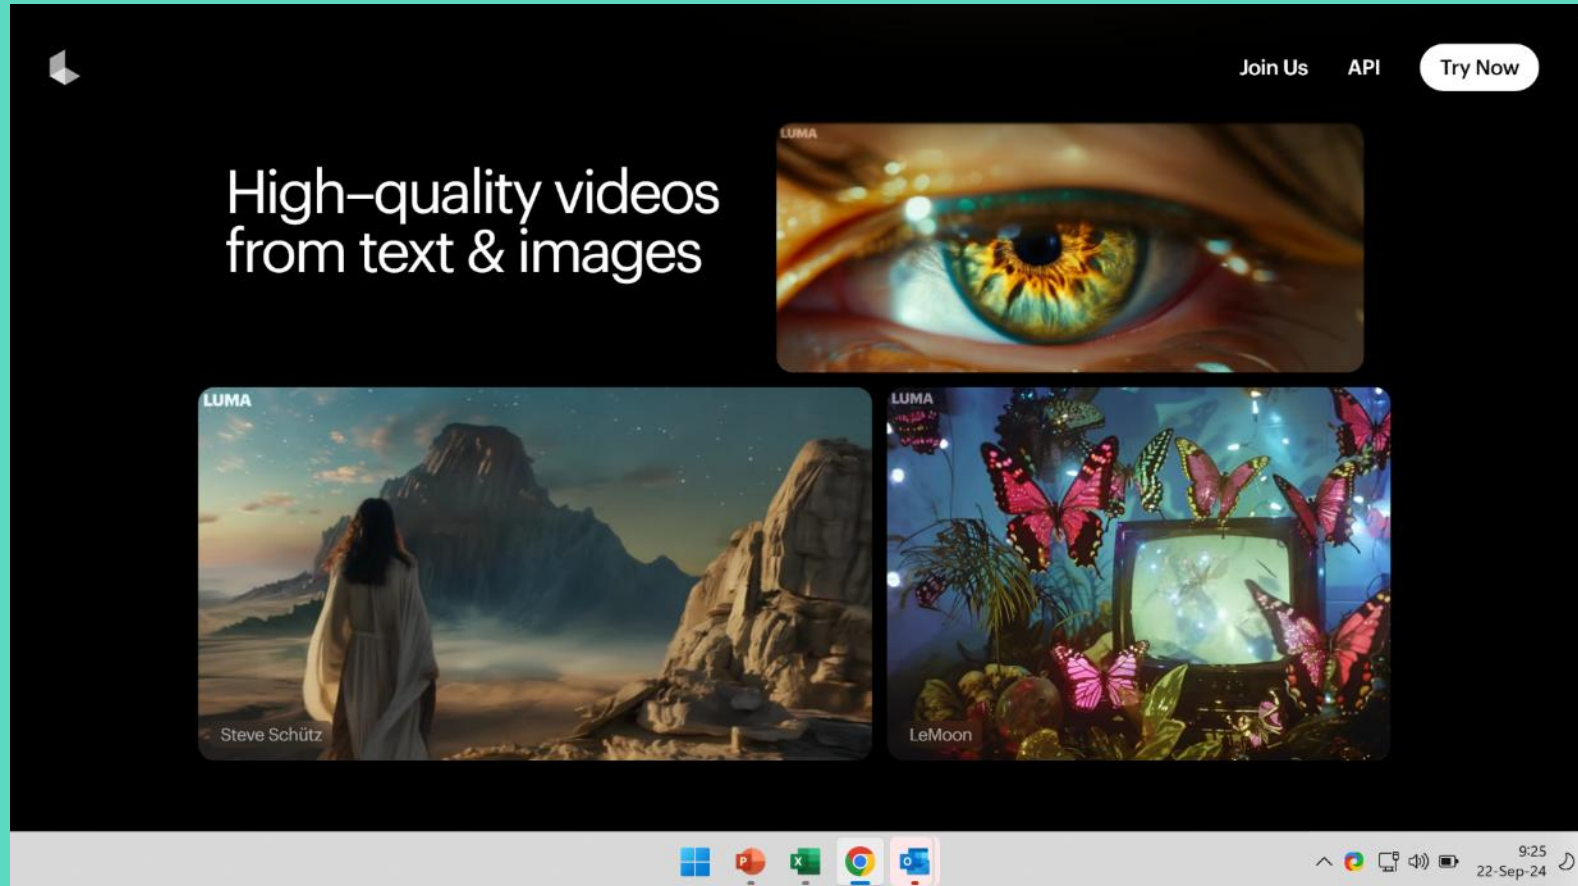 Join Us API Try Now
LUMA
High-quality videos
from text & images
LUMA
LUMA
Steve Schütz
LeMoon
9:25
22-Sep-24